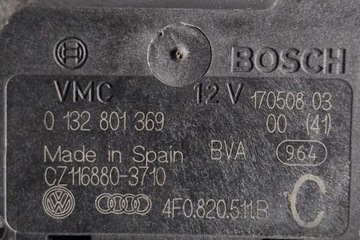 BOSCH
VMC 12 V 170508 03
0 132 801 369 00 (41)
Made in Spain BVA 964
CZ116880-3710
4F0.820.511.B C